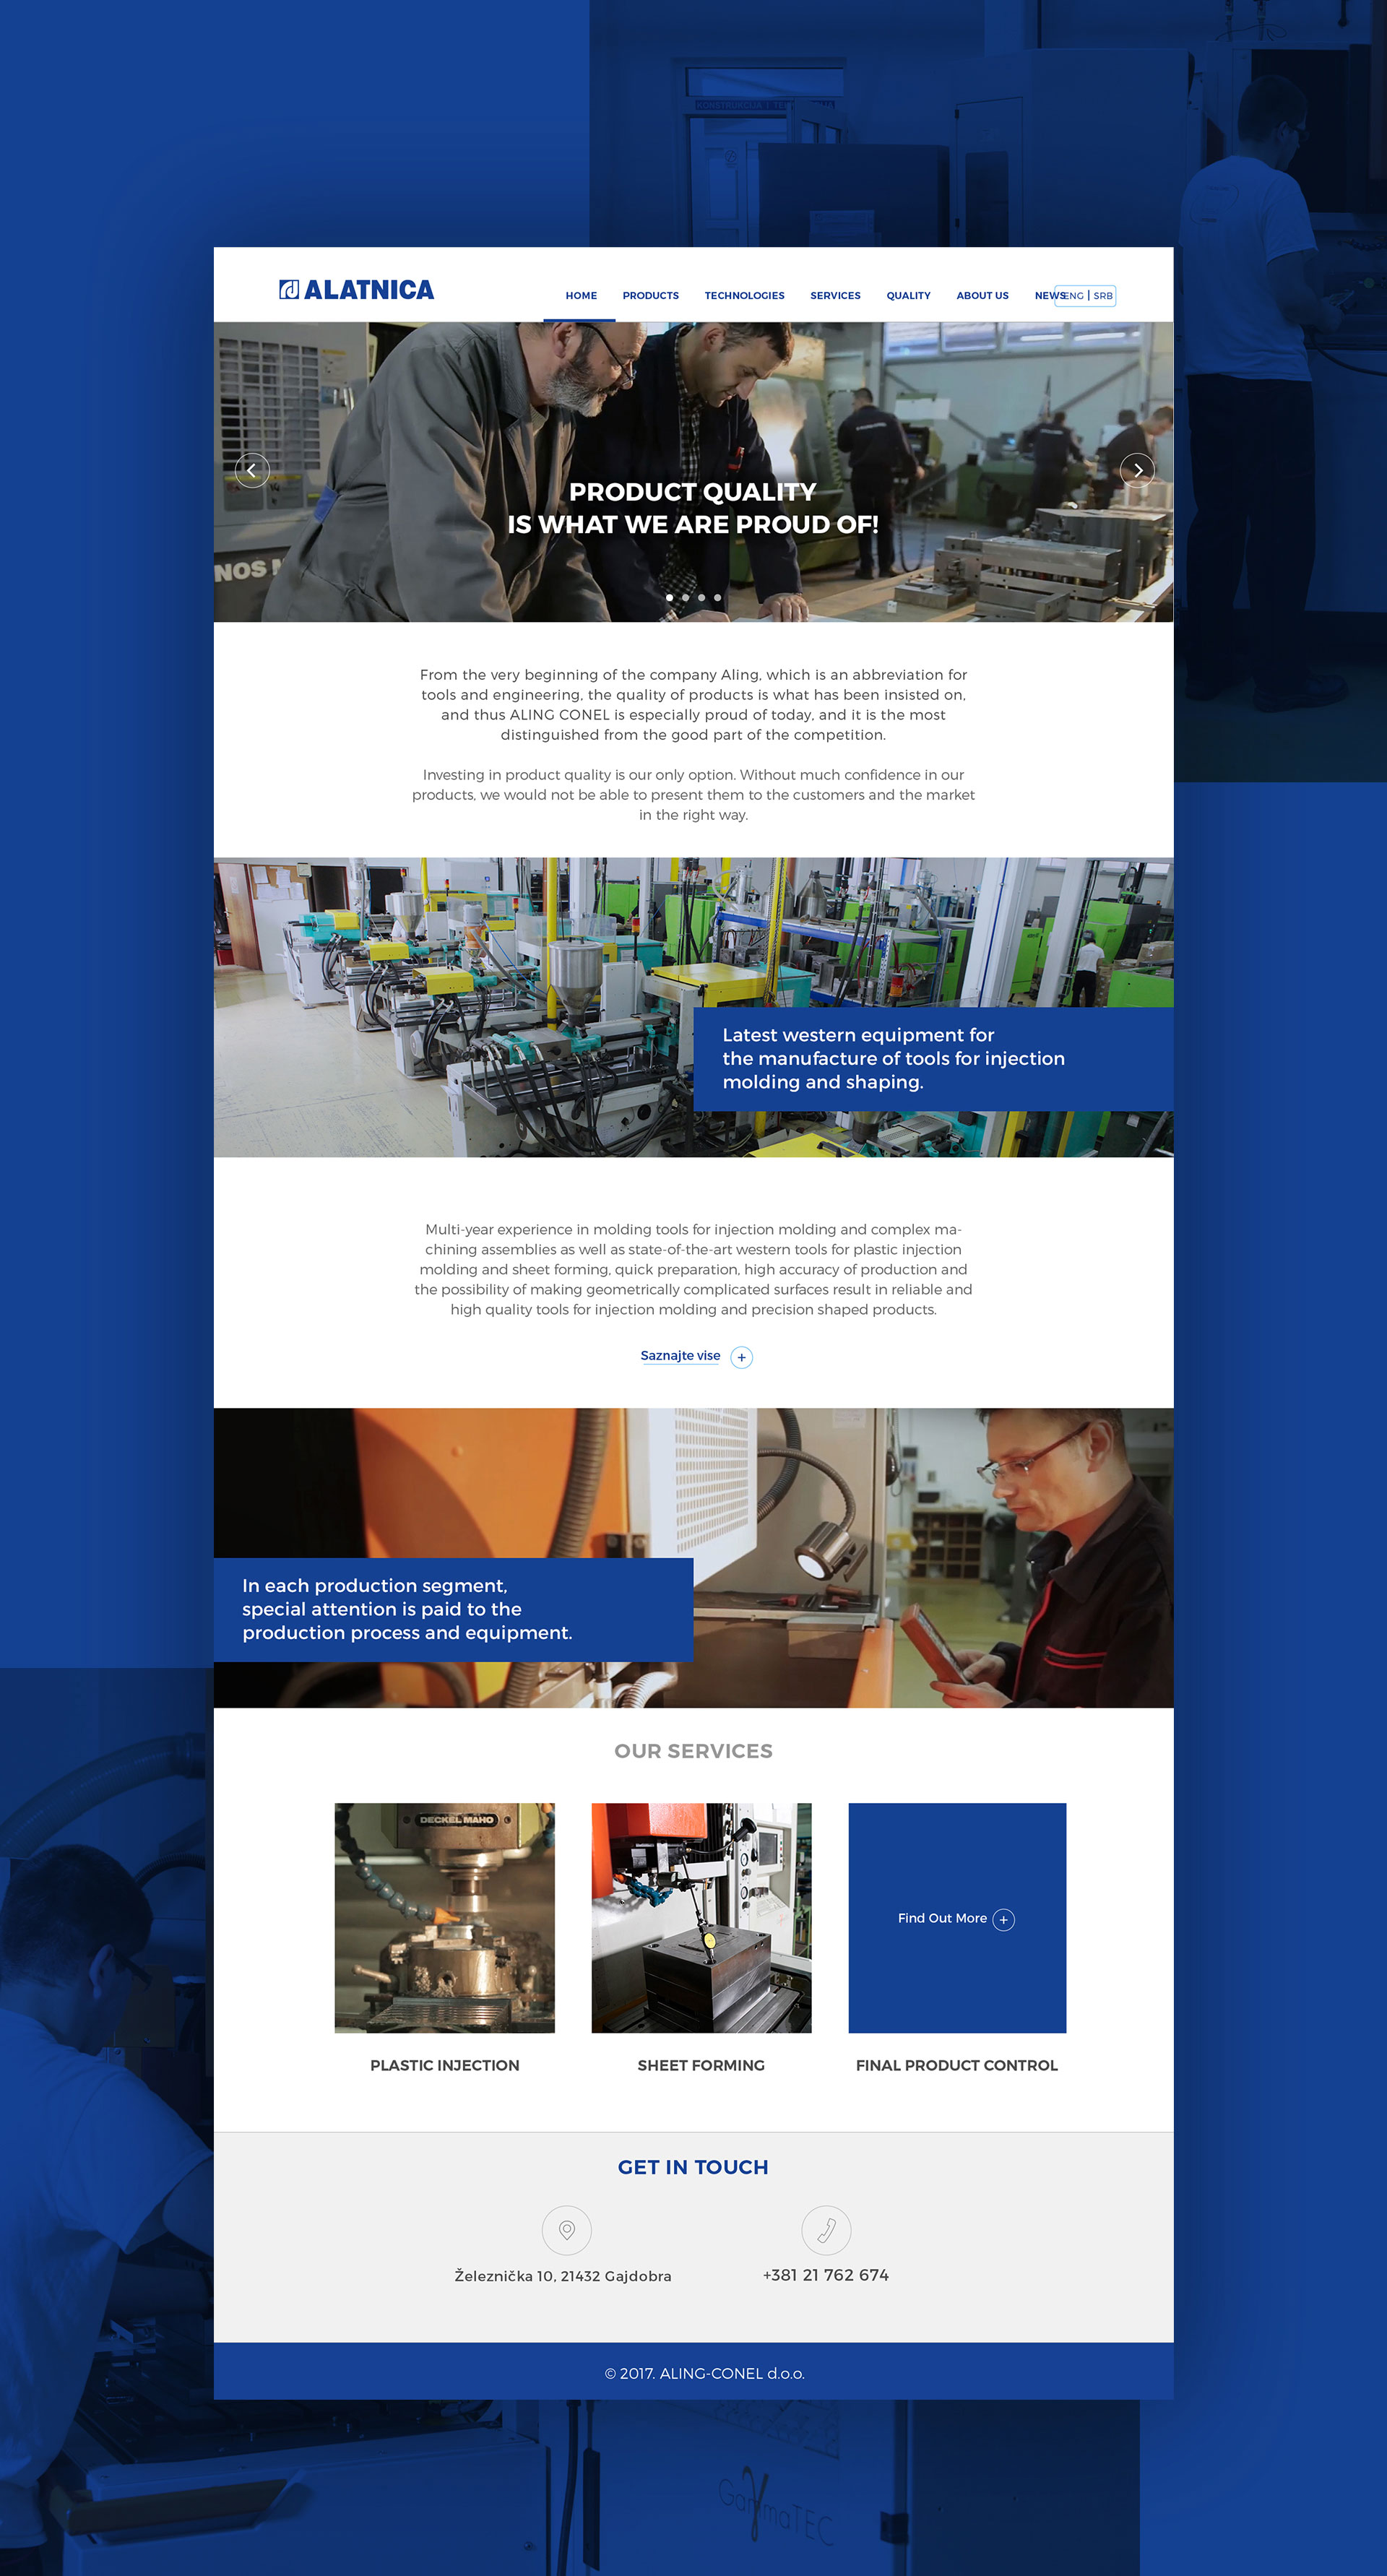 KONSTRUKCIJA I
ALATNICA
HOME PRODUCTS TECHNOLOGIES SERVICES QUALITY ABOUT US NEWS ENG | SRB
NOS
PRODUCT QUALITY
IS WHAT WE ARE PROUD OF!
From the very beginning of the company Aling, which is an abbreviation for
tools and engineering, the quality of products is what has been insisted on,
and thus ALING CONEL is especially proud of today, and it is the most
distinguished from the good part of the competition.
Investing in product quality is our only option. Without much confidence in our
products, we would not be able to present them to the customers and the market
in the right way.
Latest western equipment for
the manufacture of tools for injection
molding and shaping.
Multi-year experience in molding tools for injection molding and complex ma-
chining assemblies as well as state-of-the-art western tools for plastic injection
molding and sheet forming, quick preparation, high accuracy of production and
the possibility of making geometrically complicated surfaces result in reliable and
high quality tools for injection molding and precision shaped products.
Saznajte vise +
In each production segment,
special attention is paid to the
production process and equipment.
OUR SERVICES
DECKEL MAHO
Find Out More +
PLASTIC INJECTION
SHEET FORMING
FINAL PRODUCT CONTROL
GET IN TOUCH
Železnička 10, 21432 Gajdobra
+381 21 762 674
© 2017. ALING-CONEL d.o.o.
GammaTEC